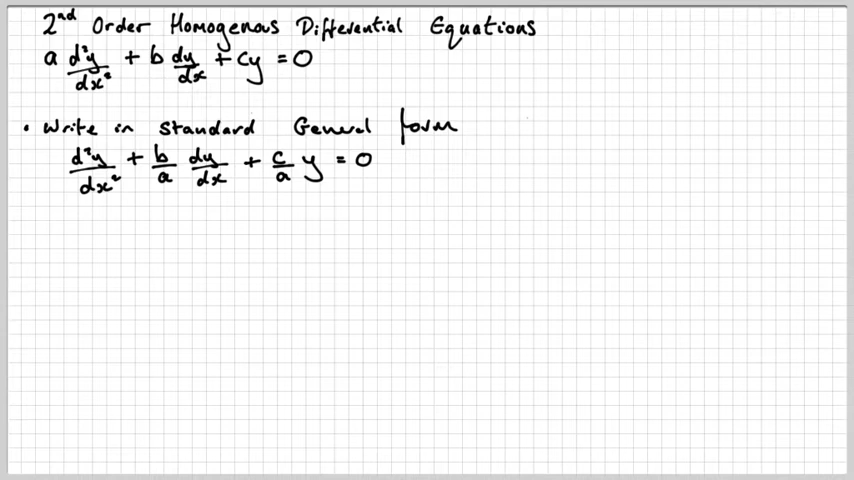 2nd Order Homogenous Differential Equations
a d²y/dx² + b dy/dx + cy = 0
• Write in standard General form
d²y/dx² + b/a dy/dx + c/a y = 0